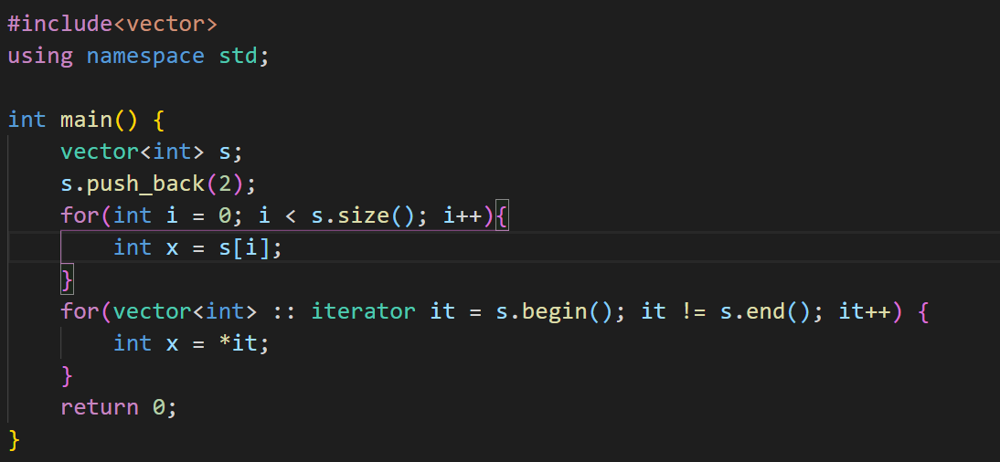 #include<vector>
using namespace std;
int main() {
    vector<int> s;
    s.push_back(2);
    for(int i = 0; i < s.size(); i++){
        int x = s[i];
    }
    for(vector<int> :: iterator it = s.begin(); it != s.end(); it++) {
        int x = *it;
    }
    return 0;
}